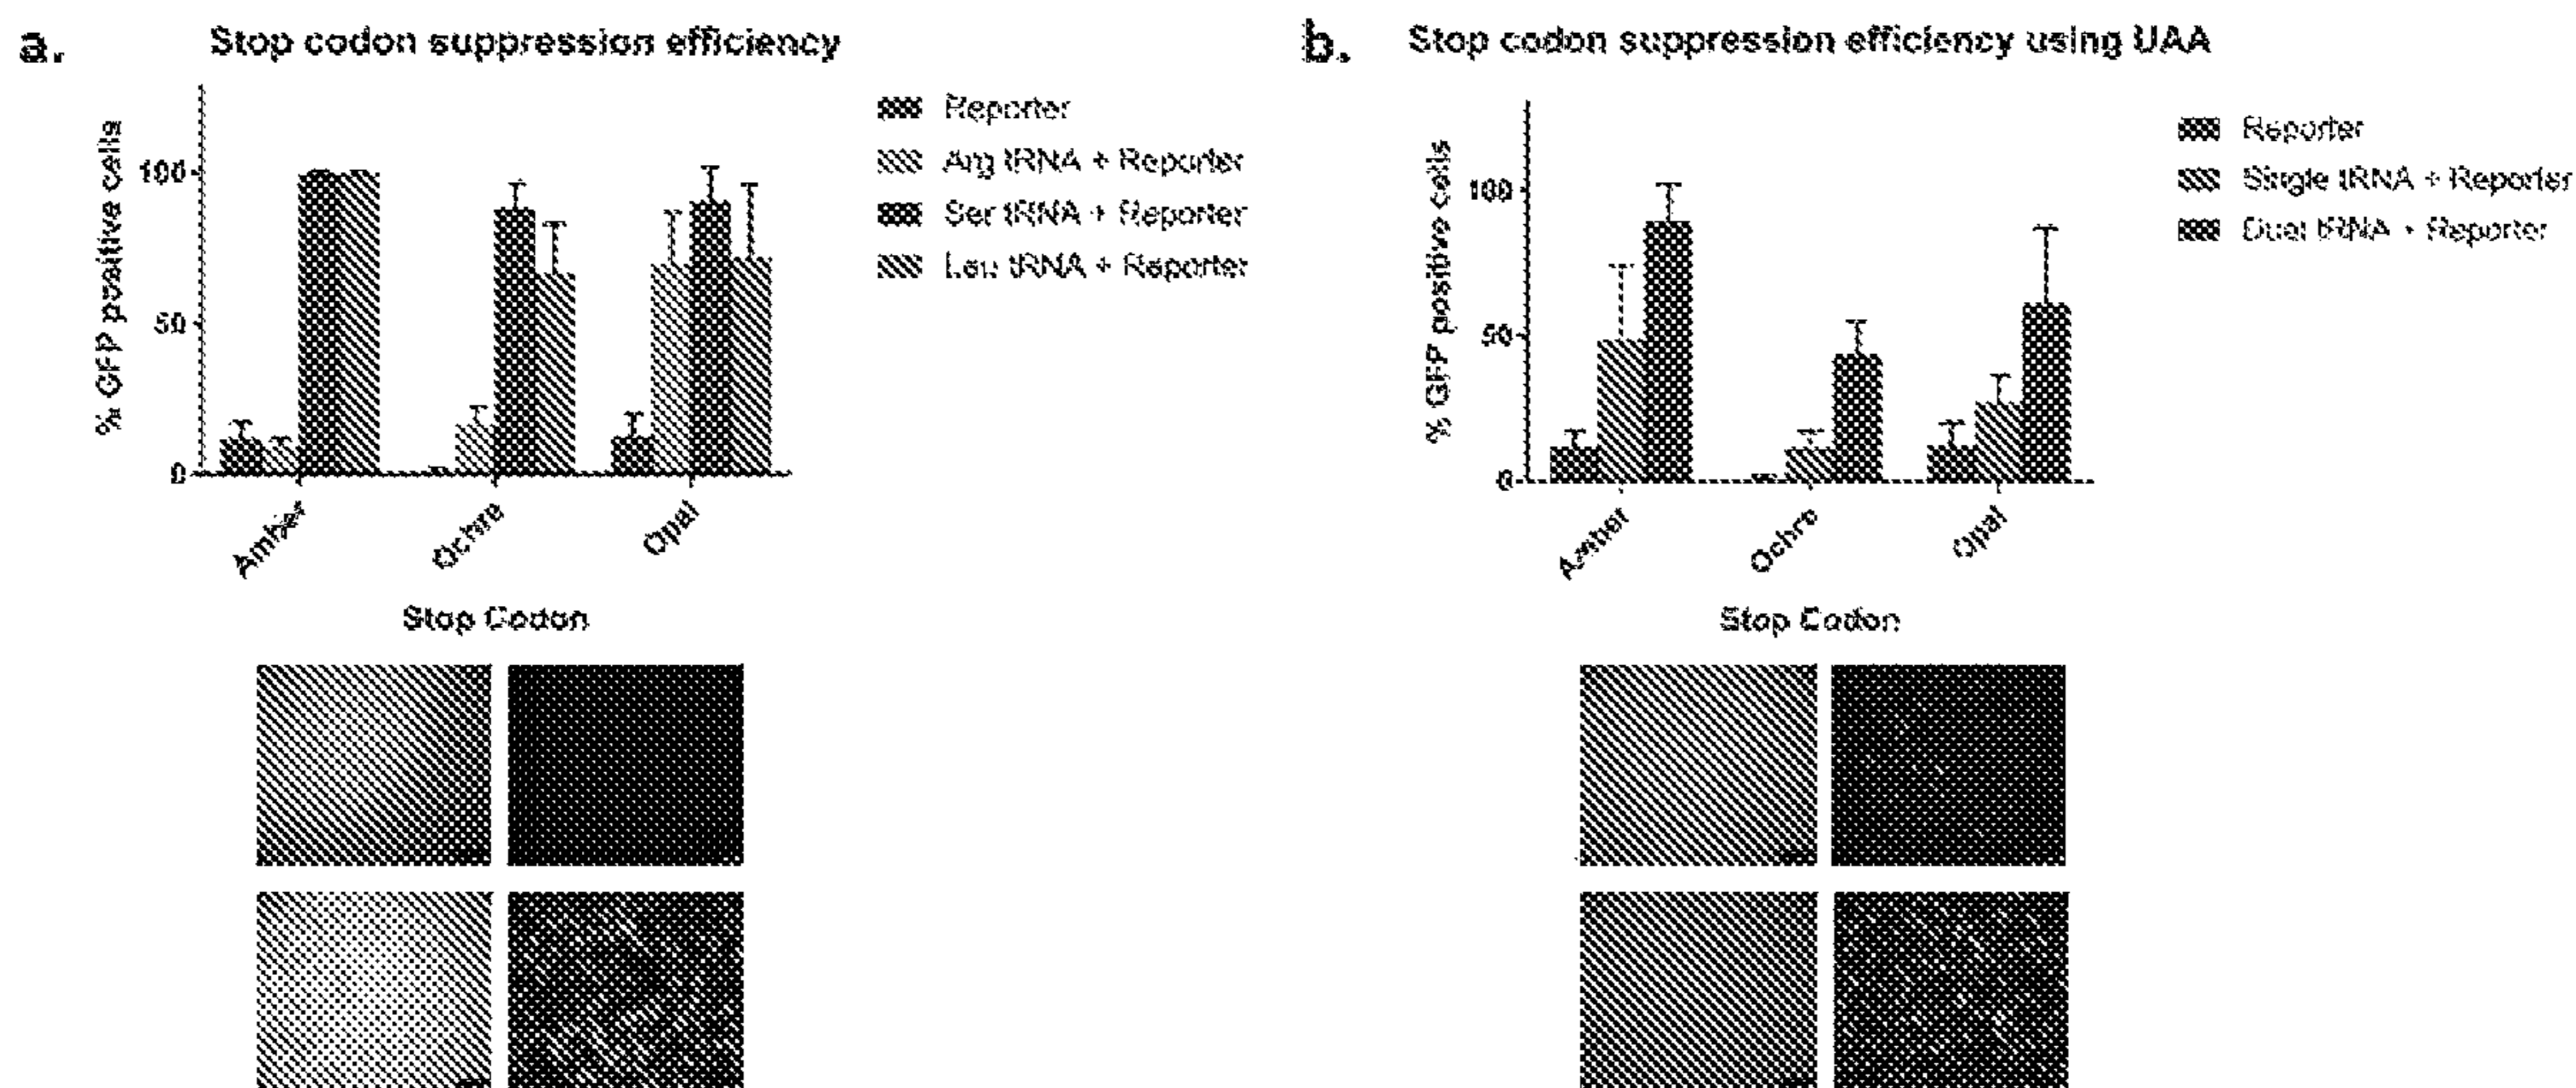 a.
Stop codon suppression efficiency
% GFP positive cells
100
50
0
Amber
Ochre
Opal
Stop Codon
Reporter
Arg tRNA + Reporter
Ser tRNA + Reporter
Leu tRNA + Reporter
b.
Stop codon suppression efficiency using UAA
% GFP positive cells
100
50
0
Amber
Ochre
Opal
Stop Codon
Reporter
Single tRNA + Reporter
Dual tRNA + Reporter